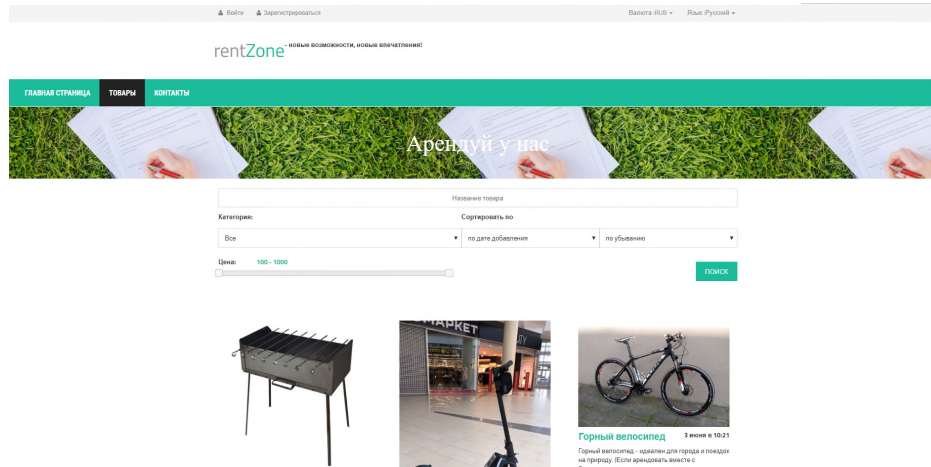 Войти Зарегистрироваться Валюта :RUB Язык :Русский
rentZone - новые возможности, новые впечатления!
ГЛАВНАЯ СТРАНИЦА ТОВАРЫ КОНТАКТЫ
Арендуй у нас
Название товара
Категория: Сортировать по
Все по дате добавления по убыванию
Цена: 100 - 1000
ПОИСК
МАРКЕТ
Горный велосипед 3 июня в 10:21
Горный велосипед - идеален для города и поездок
на природу. (Если арендовать вместе с